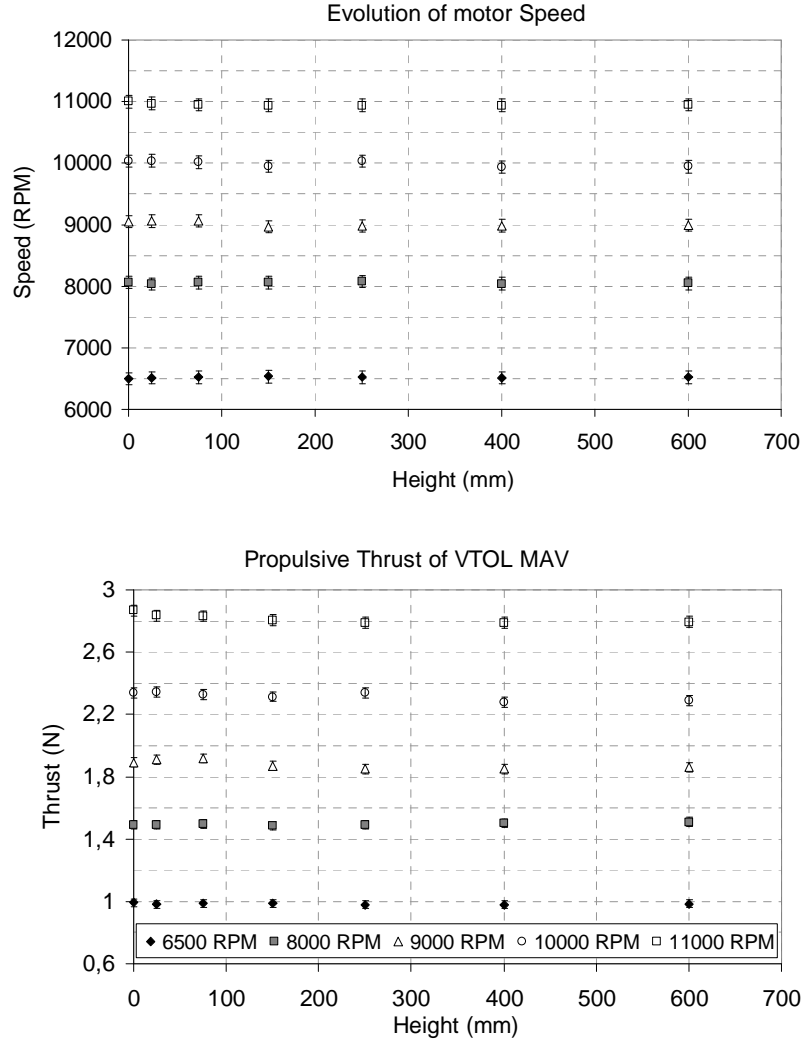 Evolution of motor Speed
12000
11000
10000
9000
8000
7000
6000
Speed (RPM)
0 100 200 300 400 500 600 700
Height (mm)
Propulsive Thrust of VTOL MAV
3
2,6
2,2
1,8
1,4
1
0,6
Thrust (N)
6500 RPM 8000 RPM 9000 RPM 10000 RPM 11000 RPM
0 100 200 300 400 500 600 700
Height (mm)